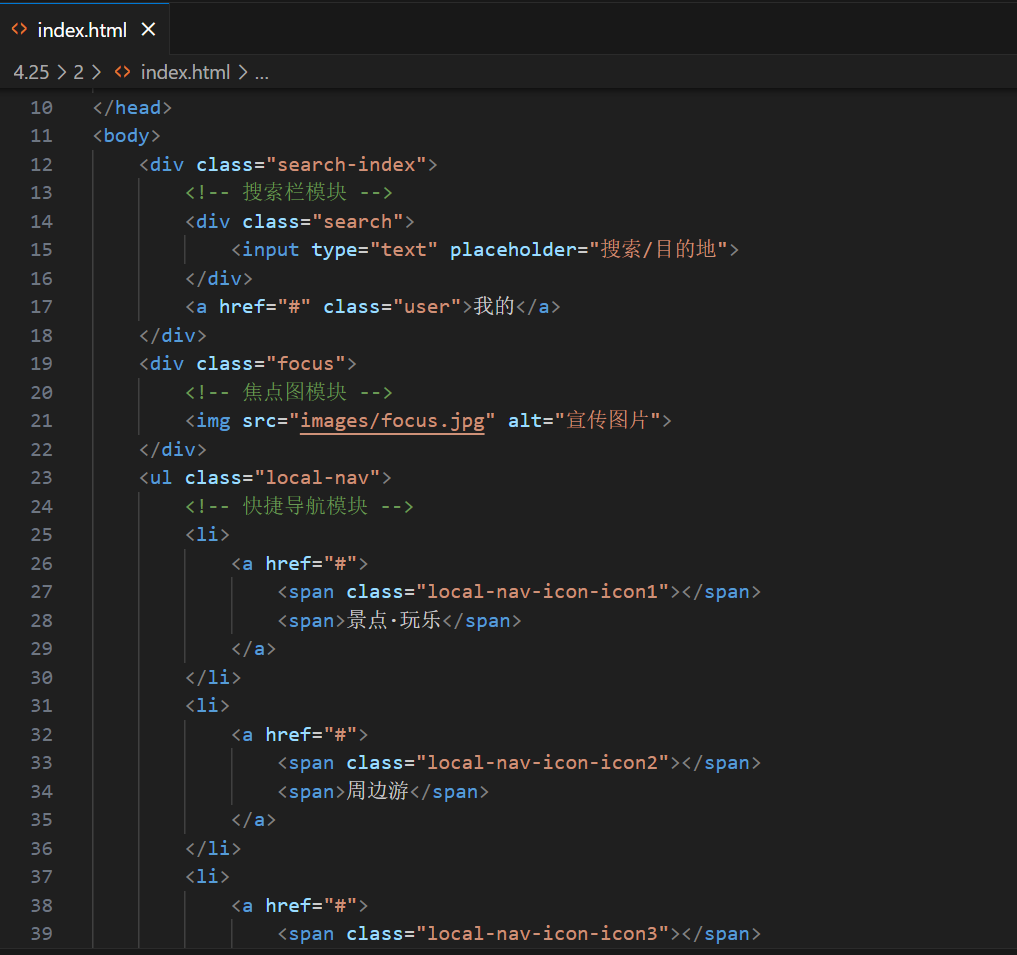 index.html
4.25 > 2 > <> index.html > ...
10 </head>
11 <body>
12 <div class="search-index">
13 <!-- 搜索栏模块 -->
14 <div class="search">
15 <input type="text" placeholder="搜索/目的地">
16 </div>
17 <a href="#" class="user">我的</a>
18 </div>
19 <div class="focus">
20 <!-- 焦点图模块 -->
21 <img src="images/focus.jpg" alt="宣传图片">
22 </div>
23 <ul class="local-nav">
24 <!-- 快捷导航模块 -->
25 <li>
26 <a href="#">
27 <span class="local-nav-icon-icon1"></span>
28 <span>景点·玩乐</span>
29 </a>
30 </li>
31 <li>
32 <a href="#">
33 <span class="local-nav-icon-icon2"></span>
34 <span>周边游</span>
35 </a>
36 </li>
37 <li>
38 <a href="#">
39 <span class="local-nav-icon-icon3"></span>